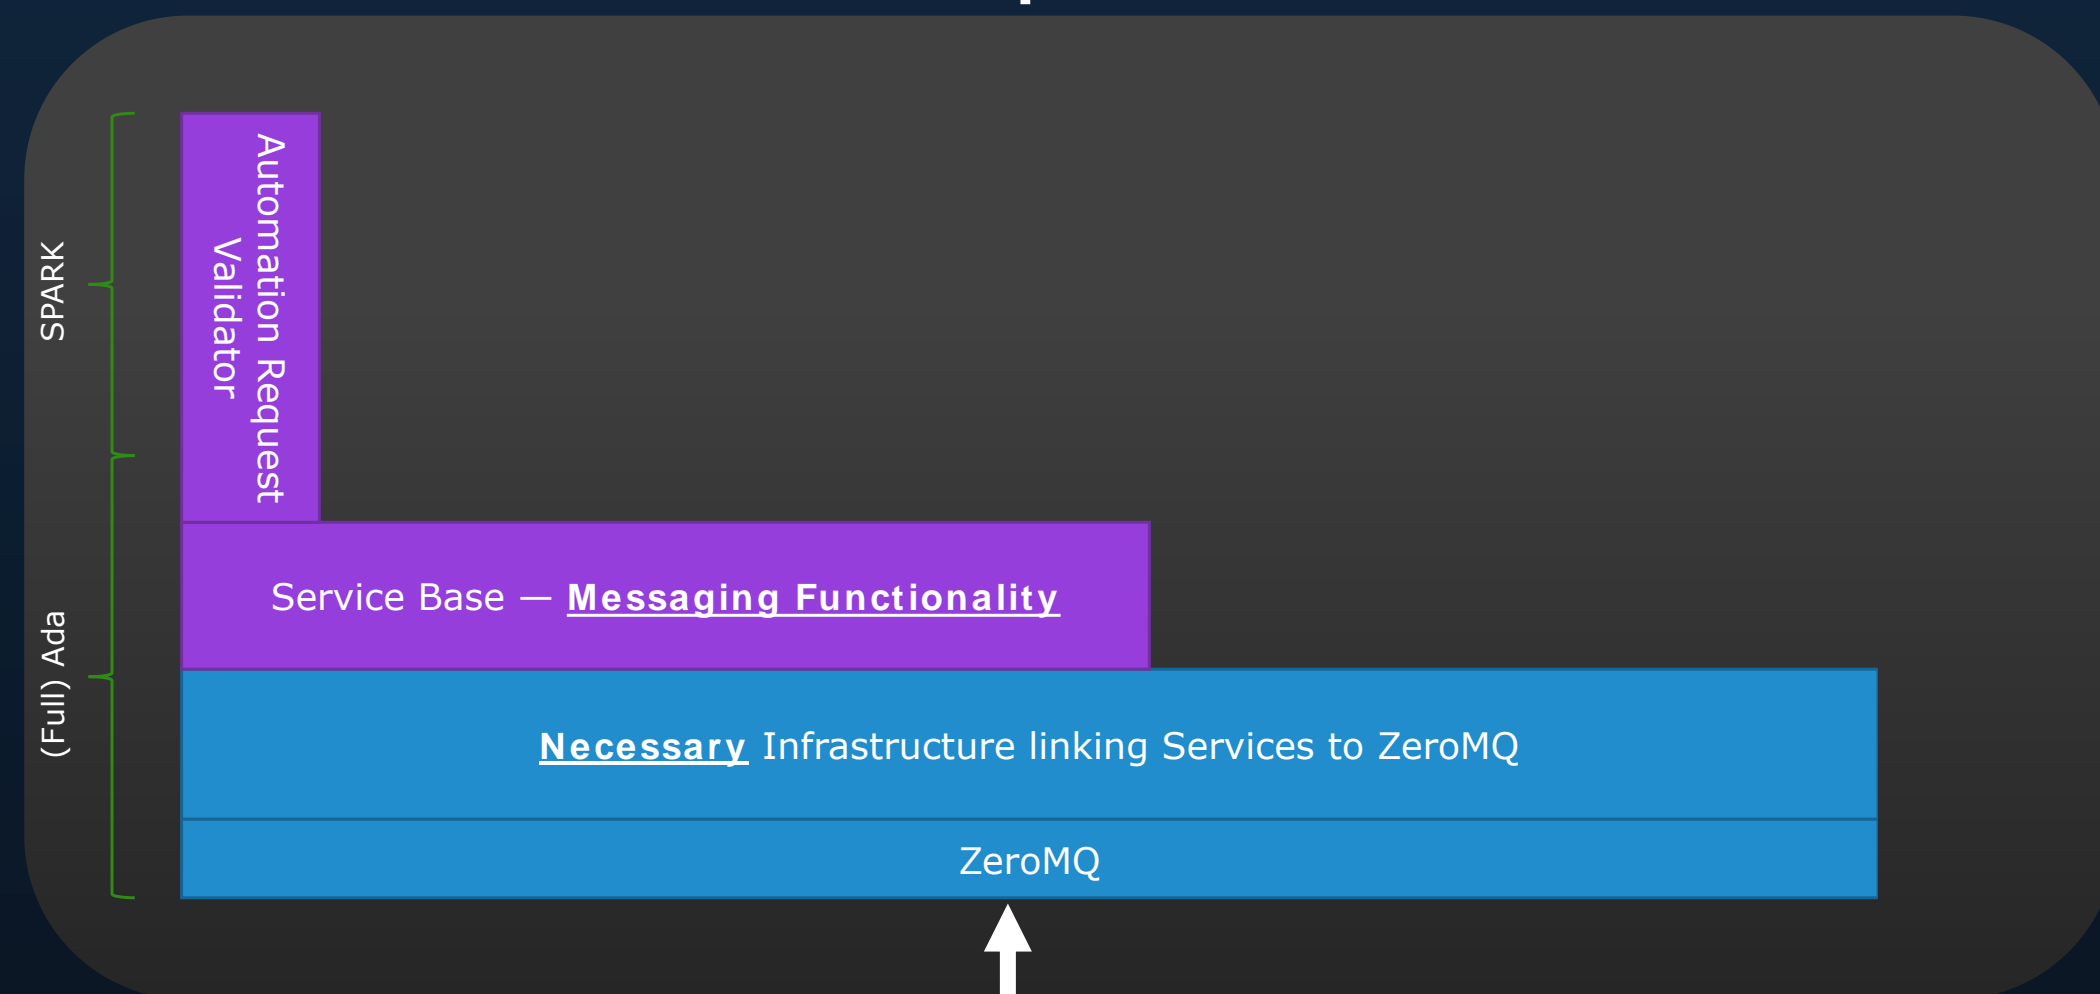 SPARK
Automation Request
Validator
(Full) Ada
Service Base — Messaging Functionality
Necessary Infrastructure linking Services to ZeroMQ
ZeroMQ